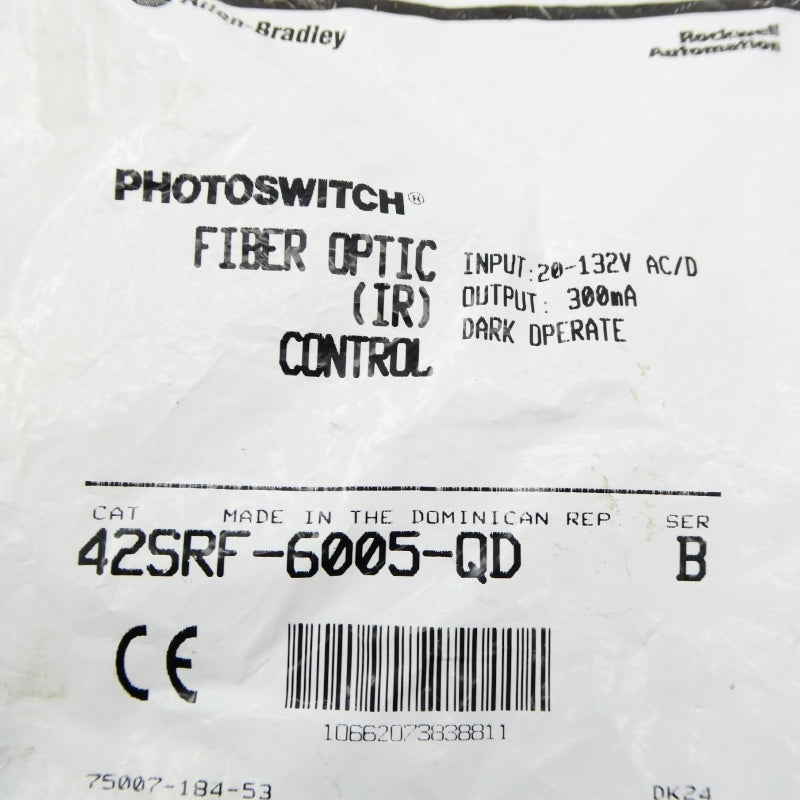 Allen-Bradley
Rockwell
Automation
PHOTOSWITCH®
FIBER OPTIC
(IR)
CONTROL
INPUT: 20-132V AC/D
OUTPUT: 300mA
DARK OPERATE
CAT MADE IN THE DOMINICAN REP SER
42SRF-6005-QD B
CE
10662073838811
75007-184-53 DK24